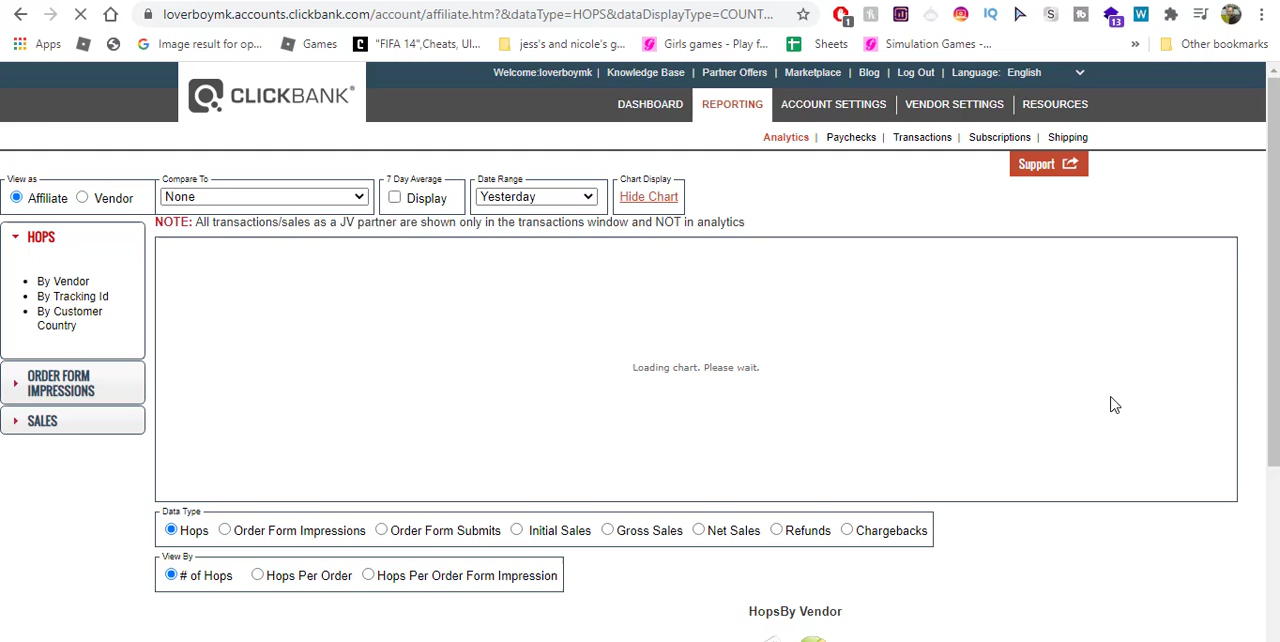 loverboymk.accounts.clickbank.com/account/affiliate.htm?&dataType=HOPS&dataDisplayType=COUNT...
1
13
Apps
Image result for op...
Games
"FIFA 14",Cheats, Ul...
jess's and nicole's g...
Girls games - Play f...
Sheets
Simulation Games -...
Other bookmarks
Welcome:loverboymk | Knowledge Base | Partner Offers | Marketplace | Blog | Log Out | Language: English
CLICKBANK®
DASHBOARD REPORTING ACCOUNT SETTINGS VENDOR SETTINGS RESOURCES
Analytics | Paychecks | Transactions | Subscriptions | Shipping
Support
View as
Affiliate Vendor
Compare To
None
7 Day Average
Display
Date Range
Yesterday
Chart Display
Hide Chart
NOTE: All transactions/sales as a JV partner are shown only in the transactions window and NOT in analytics
HOPS
By Vendor
By Tracking Id
By Customer
Country
ORDER FORM
IMPRESSIONS
SALES
Loading chart. Please wait.
Data Type
Hops Order Form Impressions Order Form Submits Initial Sales Gross Sales Net Sales Refunds Chargebacks
View By
# of Hops Hops Per Order Hops Per Order Form Impression
HopsBy Vendor